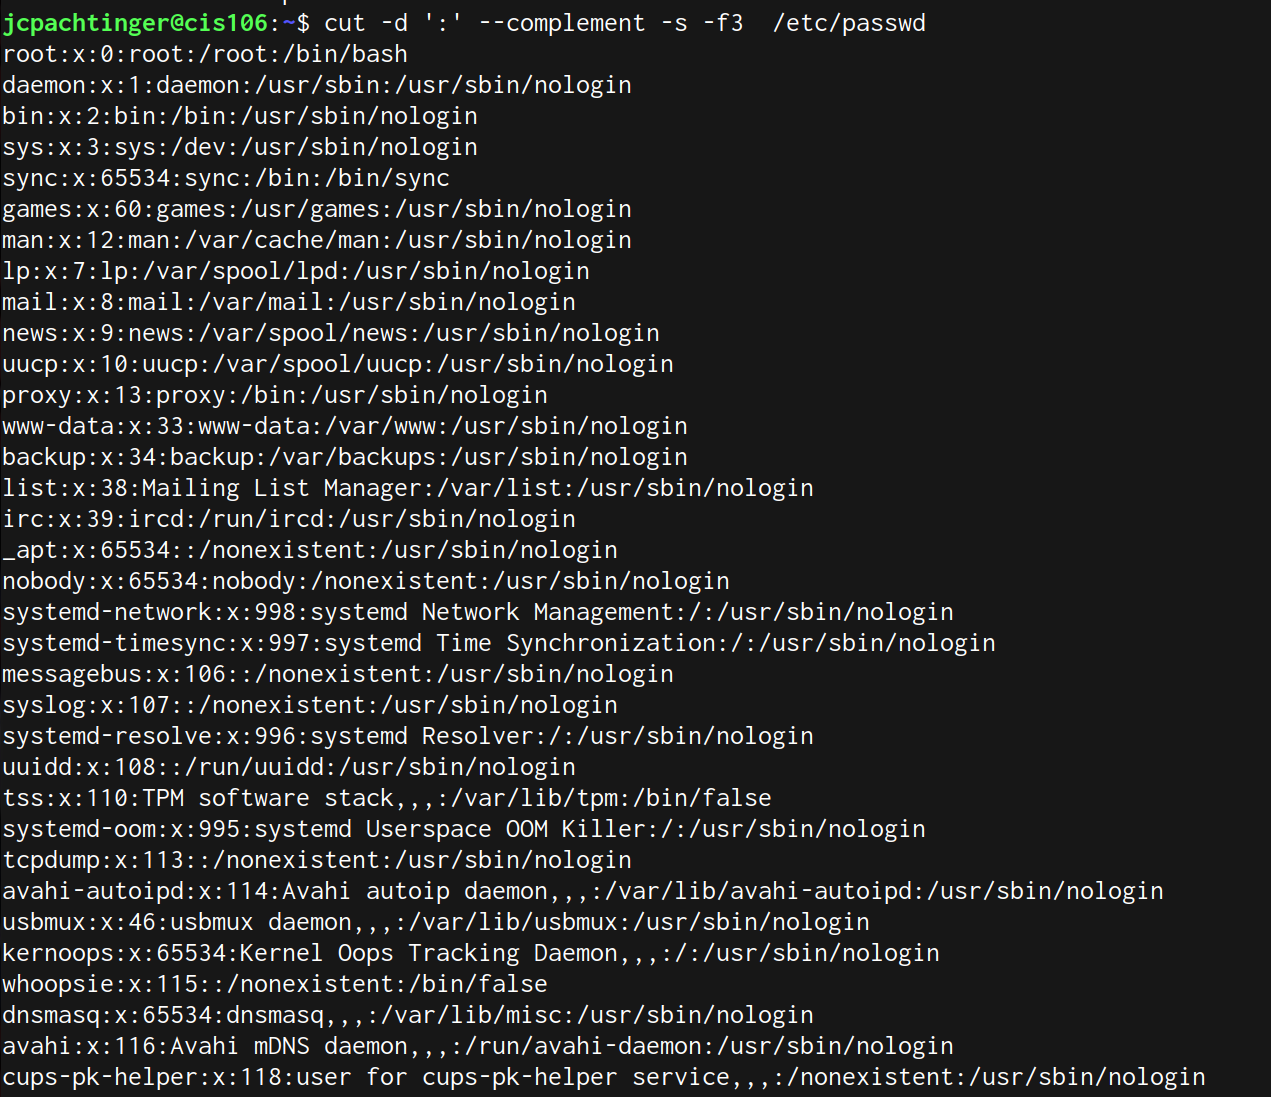 jcpachtinger@cis106:~$ cut -d ':' --complement -s -f3  /etc/passwd
root:x:0:root:/root:/bin/bash
daemon:x:1:daemon:/usr/sbin:/usr/sbin/nologin
bin:x:2:bin:/bin:/usr/sbin/nologin
sys:x:3:sys:/dev:/usr/sbin/nologin
sync:x:65534:sync:/bin:/bin/sync
games:x:60:games:/usr/games:/usr/sbin/nologin
man:x:12:man:/var/cache/man:/usr/sbin/nologin
lp:x:7:lp:/var/spool/lpd:/usr/sbin/nologin
mail:x:8:mail:/var/mail:/usr/sbin/nologin
news:x:9:news:/var/spool/news:/usr/sbin/nologin
uucp:x:10:uucp:/var/spool/uucp:/usr/sbin/nologin
proxy:x:13:proxy:/bin:/usr/sbin/nologin
www-data:x:33:www-data:/var/www:/usr/sbin/nologin
backup:x:34:backup:/var/backups:/usr/sbin/nologin
list:x:38:Mailing List Manager:/var/list:/usr/sbin/nologin
irc:x:39:ircd:/run/ircd:/usr/sbin/nologin
_apt:x:65534::/nonexistent:/usr/sbin/nologin
nobody:x:65534:nobody:/nonexistent:/usr/sbin/nologin
systemd-network:x:998:systemd Network Management:/:/usr/sbin/nologin
systemd-timesync:x:997:systemd Time Synchronization:/:/usr/sbin/nologin
messagebus:x:106::/nonexistent:/usr/sbin/nologin
syslog:x:107::/nonexistent:/usr/sbin/nologin
systemd-resolve:x:996:systemd Resolver:/:/usr/sbin/nologin
uuidd:x:108::/run/uuidd:/usr/sbin/nologin
tss:x:110:TPM software stack,,,:/var/lib/tpm:/bin/false
systemd-oom:x:995:systemd Userspace OOM Killer:/:/usr/sbin/nologin
tcpdump:x:113::/nonexistent:/usr/sbin/nologin
avahi-autoipd:x:114:Avahi autoip daemon,,,:/var/lib/avahi-autoipd:/usr/sbin/nologin
usbmux:x:46:usbmux daemon,,,:/var/lib/usbmux:/usr/sbin/nologin
kernoops:x:65534:Kernel Oops Tracking Daemon,,,:/:/usr/sbin/nologin
whoopsie:x:115::/nonexistent:/bin/false
dnsmasq:x:65534:dnsmasq,,,:/var/lib/misc:/usr/sbin/nologin
avahi:x:116:Avahi mDNS daemon,,,:/run/avahi-daemon:/usr/sbin/nologin
cups-pk-helper:x:118:user for cups-pk-helper service,,,:/nonexistent:/usr/sbin/nologin